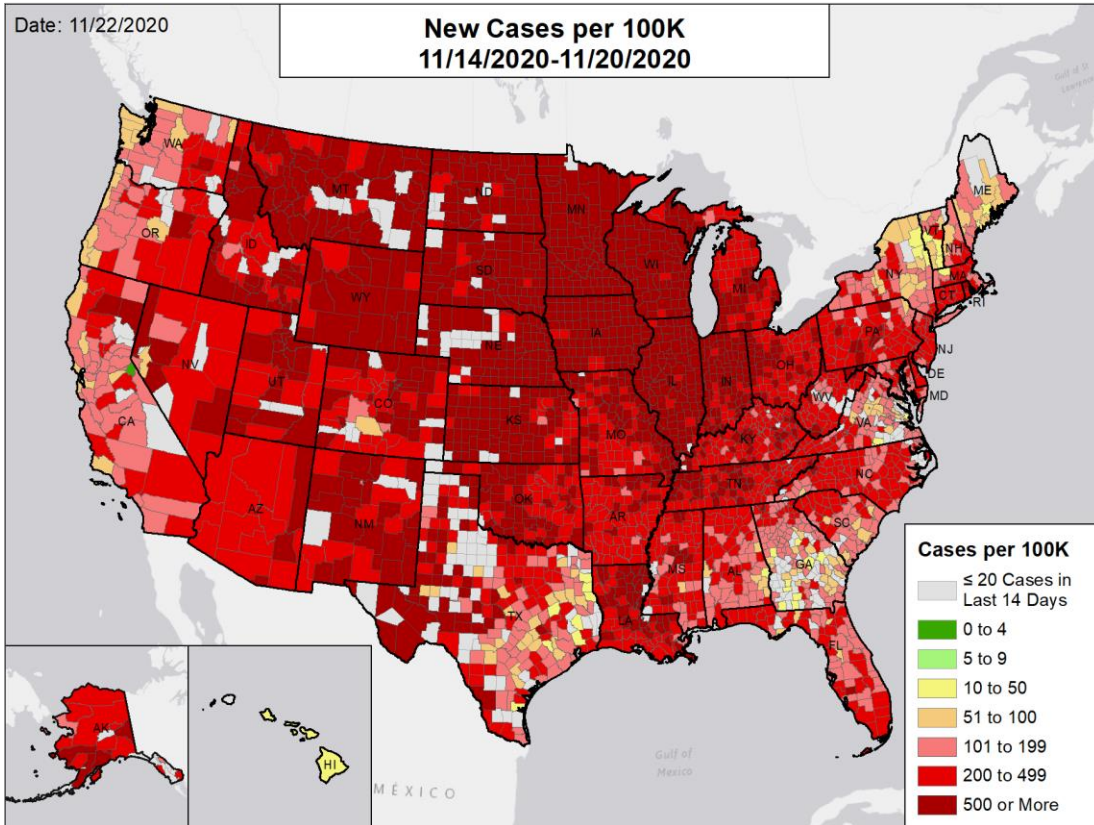 Date: 11/22/2020
New Cases per 100K
11/14/2020-11/20/2020
Gulf of St. Lawrence
WA
MT
ND
MN
ME
OR
ID
SD
WI
MI
VT
NH
NY
MA
CT
RI
WY
IA
NE
PA
NJ
NV
UT
CO
IL
IN
OH
DE
MD
WV
VA
CA
KS
MO
KY
NC
TN
AZ
NM
OK
AR
SC
MS
AL
GA
TX
LA
FL
AK
HI
MÉXICO
Gulf of
Mexico
Cases per 100K
≤ 20 Cases in
Last 14 Days
0 to 4
5 to 9
10 to 50
51 to 100
101 to 199
200 to 499
500 or More